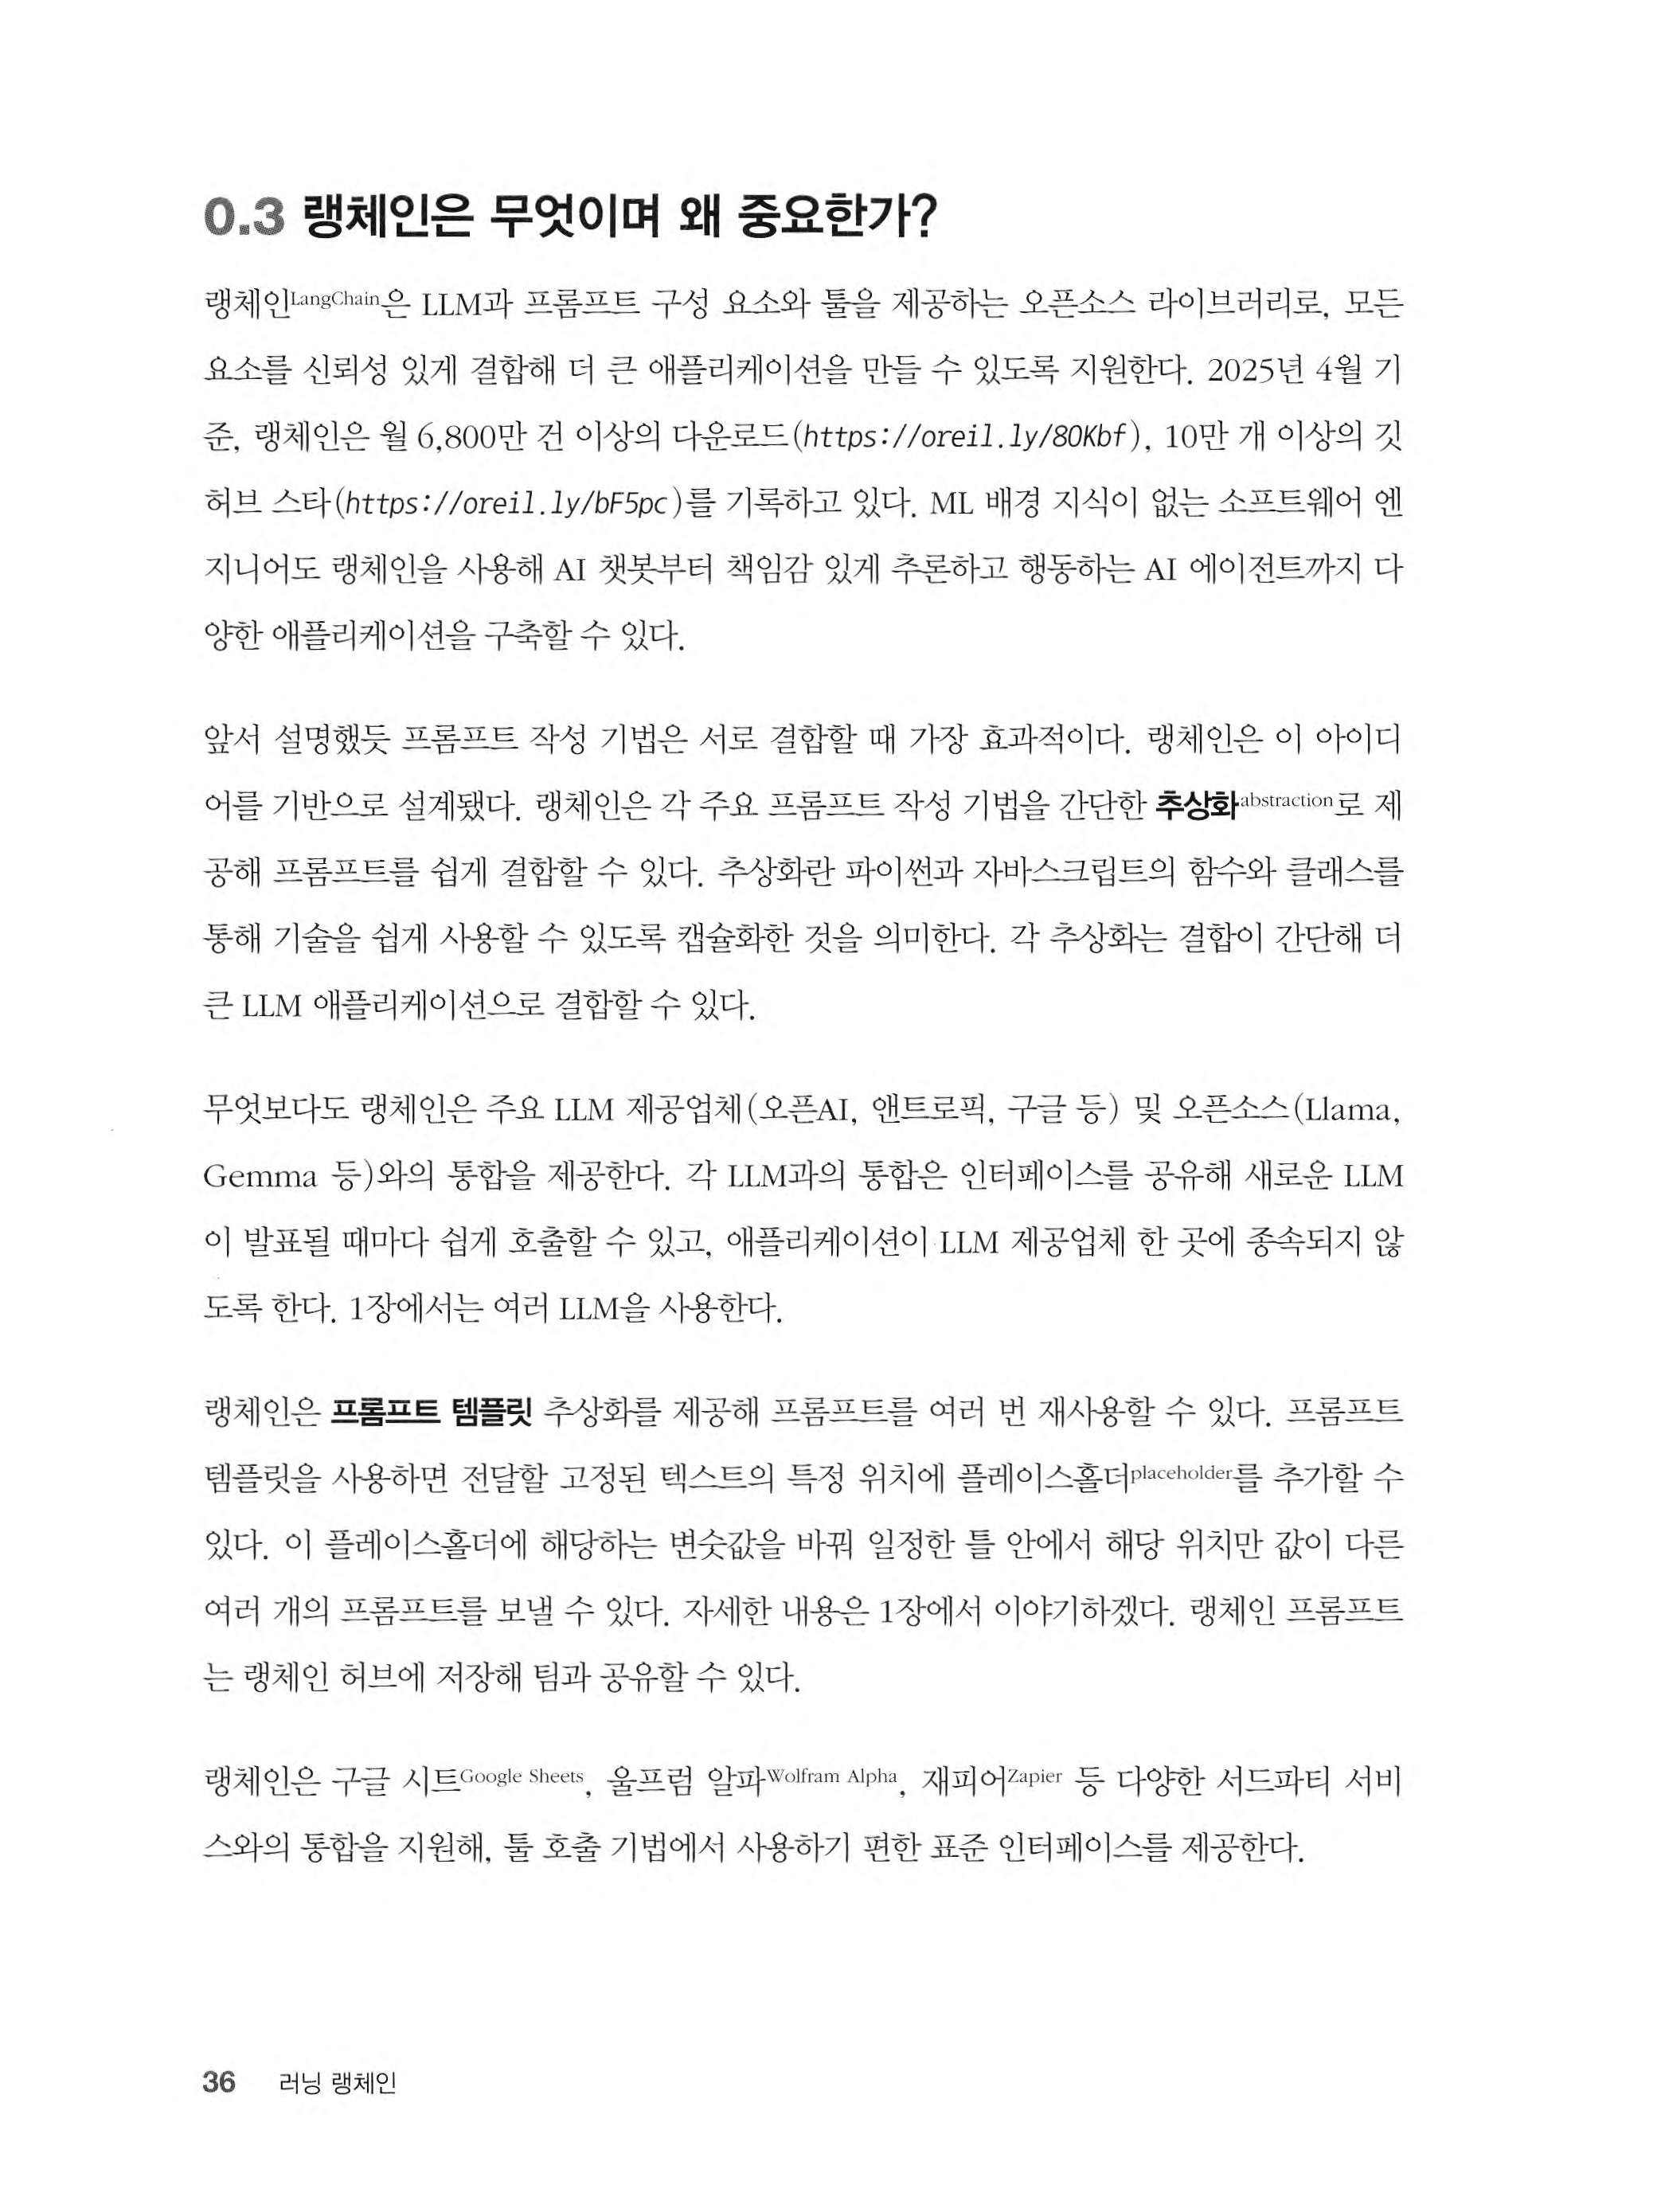 0.3 랭체인은 무엇이며 왜 중요한가?
랭체인LangChain은 LLM과 프롬프트 구성 요소와 툴을 제공하는 오픈소스 라이브러리로, 모든
요소를 신뢰성 있게 결합해 더 큰 애플리케이션을 만들 수 있도록 지원한다. 2025년 4월 기
준, 랭체인은 월 6,800만 건 이상의 다운로드(https://oreil.ly/8OKbf), 10만 개 이상의 깃
허브 스타(https://oreil.ly/bF5pc)를 기록하고 있다. ML 배경 지식이 없는 소프트웨어 엔
지니어도 랭체인을 사용해 AI 챗봇부터 책임감 있게 추론하고 행동하는 AI 에이전트까지 다
양한 애플리케이션을 구축할 수 있다.
앞서 설명했듯 프롬프트 작성 기법은 서로 결합할 때 가장 효과적이다. 랭체인은 이 아이디
어를 기반으로 설계됐다. 랭체인은 각 주요 프롬프트 작성 기법을 간단한 추상화abstraction로 제
공해 프롬프트를 쉽게 결합할 수 있다. 추상화란 파이썬과 자바스크립트의 함수와 클래스를
통해 기술을 쉽게 사용할 수 있도록 캡슐화한 것을 의미한다. 각 추상화는 결합이 간단해 더
큰 LLM 애플리케이션으로 결합할 수 있다.
무엇보다도 랭체인은 주요 LLM 제공업체(오픈AI, 앤트로픽, 구글 등) 및 오픈소스(Llama,
Gemma 등)와의 통합을 제공한다. 각 LLM과의 통합은 인터페이스를 공유해 새로운 LLM
이 발표될 때마다 쉽게 호출할 수 있고, 애플리케이션이 LLM 제공업체 한 곳에 종속되지 않
도록 한다. 1장에서는 여러 LLM을 사용한다.
랭체인은 프롬프트 템플릿 추상화를 제공해 프롬프트를 여러 번 재사용할 수 있다. 프롬프트
템플릿을 사용하면 전달할 고정된 텍스트의 특정 위치에 플레이스홀더placeholder를 추가할 수
있다. 이 플레이스홀더에 해당하는 변숫값을 바꿔 일정한 틀 안에서 해당 위치만 값이 다른
여러 개의 프롬프트를 보낼 수 있다. 자세한 내용은 1장에서 이야기하겠다. 랭체인 프롬프트
는 랭체인 허브에 저장해 팀과 공유할 수 있다.
랭체인은 구글 시트Google Sheets, 울프럼 알파Wolfram Alpha, 재피어Zapier 등 다양한 서드파티 서비
스와의 통합을 지원해, 툴 호출 기법에서 사용하기 편한 표준 인터페이스를 제공한다.
36 러닝 랭체인